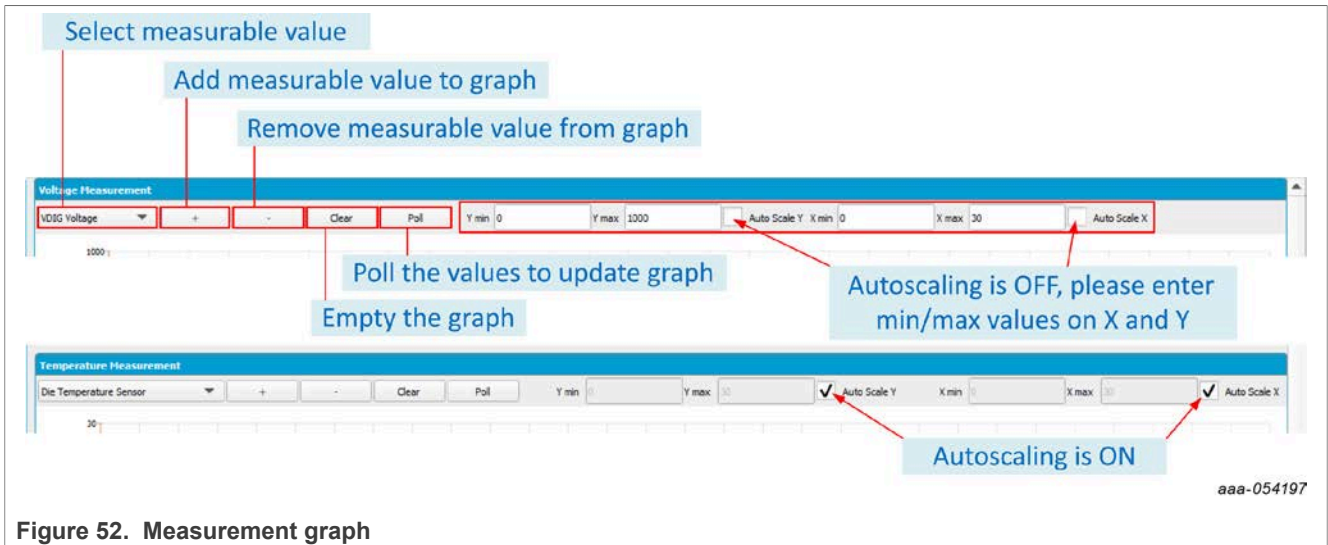 Select measurable value
Add measurable value to graph
Remove measurable value from graph
Voltage Measurement
VDIG Voltage + - Clear Poll Y min 0 Y max 1000 Auto Scale Y X min 0 X max 30 Auto Scale X
1000
Poll the values to update graph
Autoscaling is OFF, please enter
min/max values on X and Y
Empty the graph
Temperature Measurement
Die Temperature Sensor + - Clear Poll Y min 0 Y max 30 Auto Scale Y X min 0 X max 30 Auto Scale X
30
Autoscaling is ON
aaa-054197
Figure 52. Measurement graph